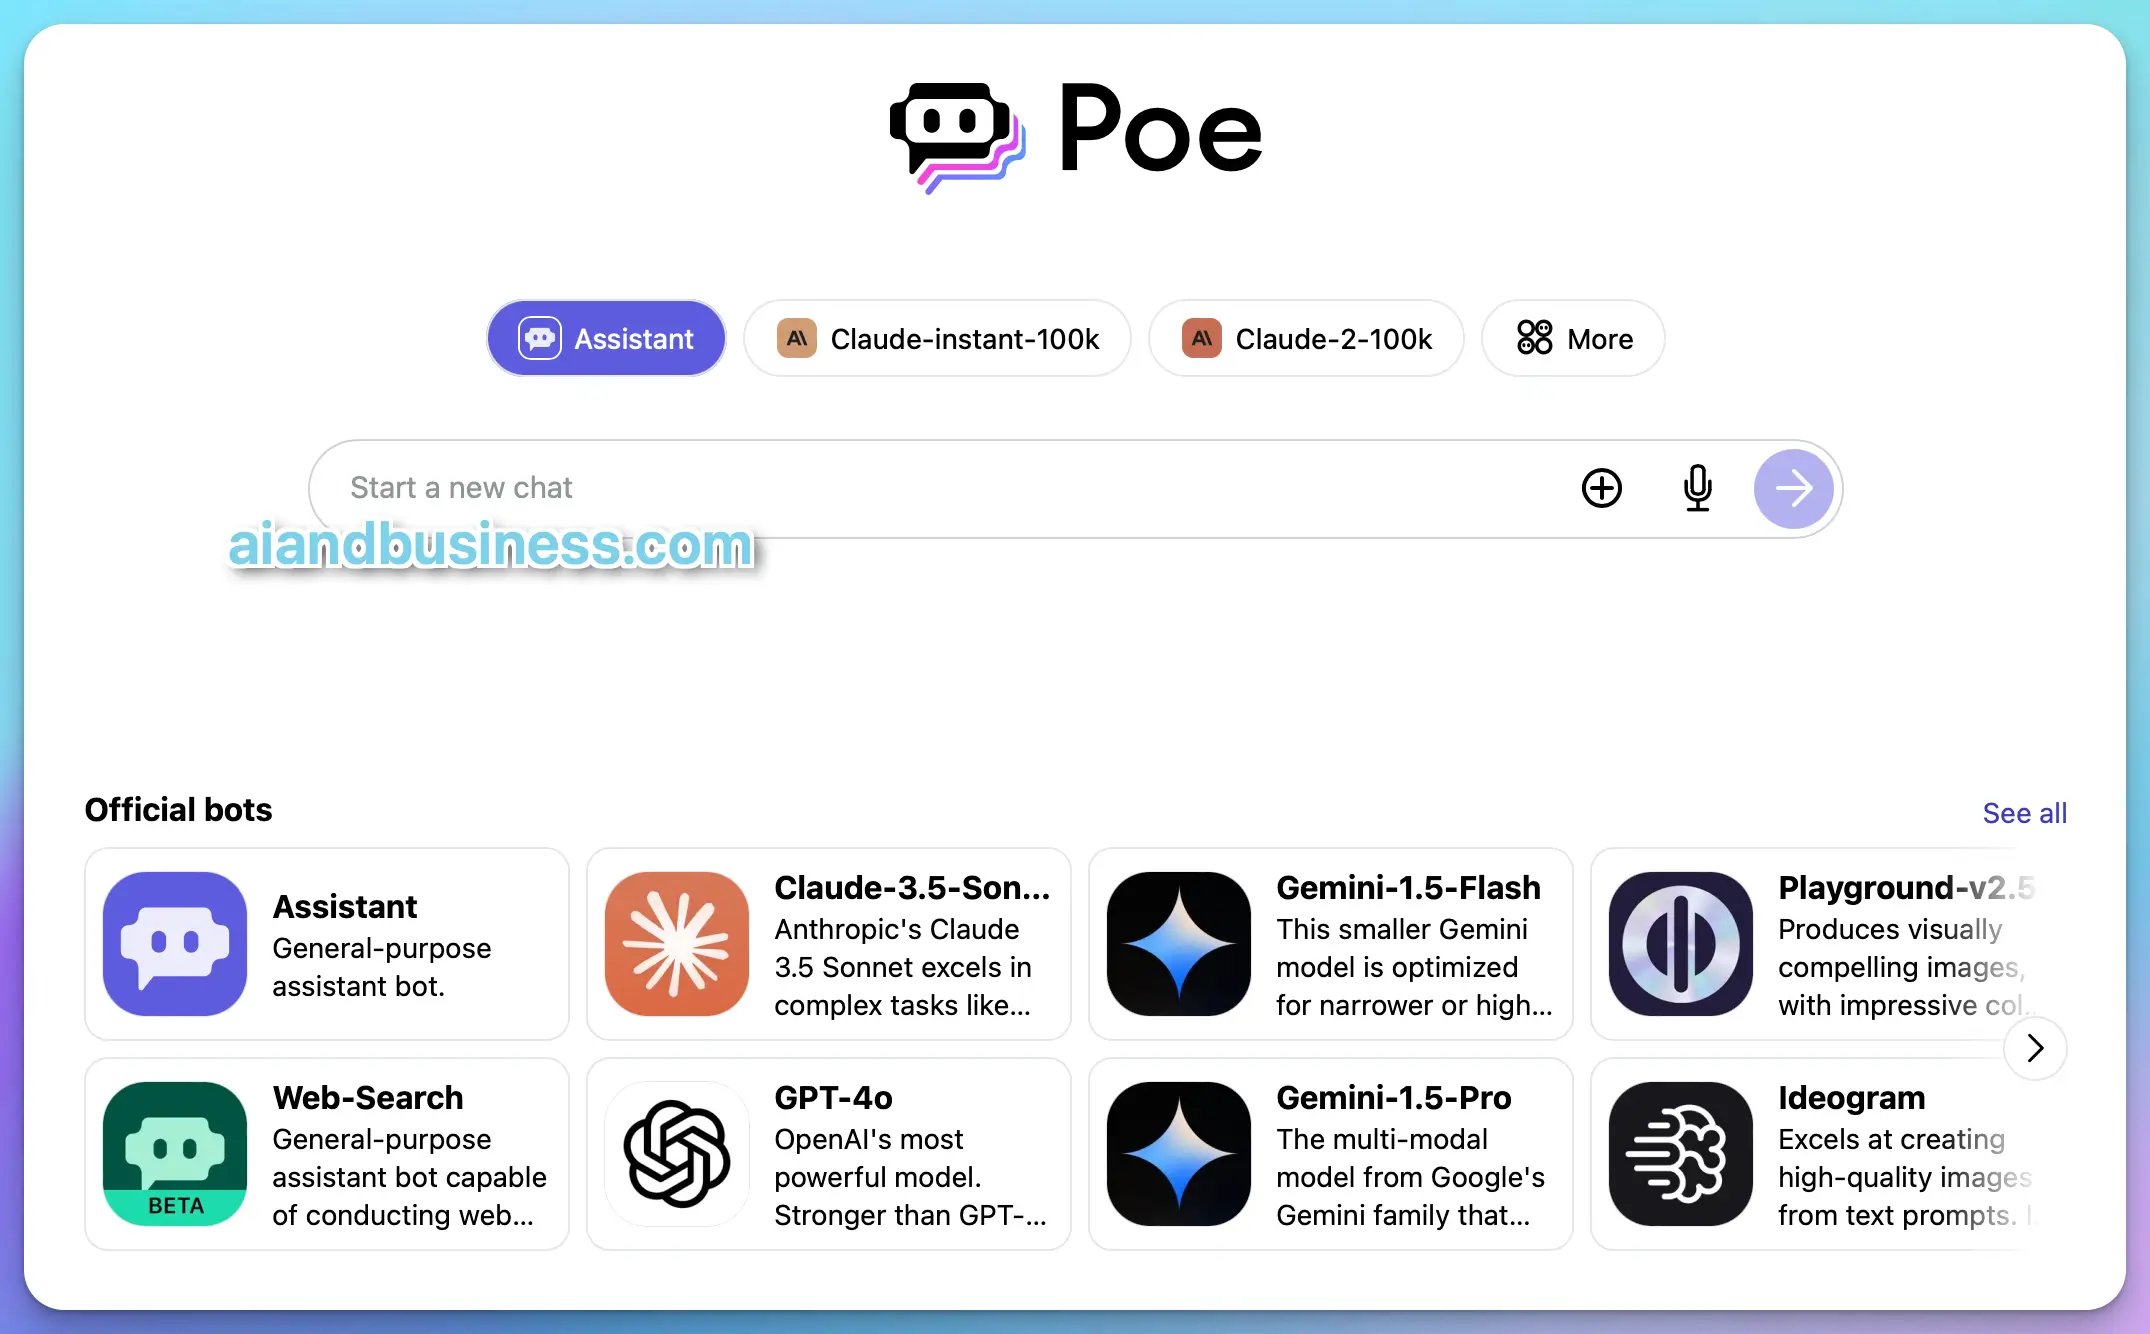 Poe
Assistant
Claude-instant-100k
Claude-2-100k
More
Start a new chat
aiandbusiness.com
Official bots
See all
Assistant
General-purpose
assistant bot.
Claude-3.5-Son...
Anthropic's Claude
3.5 Sonnet excels in
complex tasks like...
Gemini-1.5-Flash
This smaller Gemini
model is optimized
for narrower or high...
Playground-v2.5
Produces visually
compelling images,
with impressive col...
BETA
Web-Search
General-purpose
assistant bot capable
of conducting web...
GPT-4o
OpenAI's most
powerful model.
Stronger than GPT-...
Gemini-1.5-Pro
The multi-modal
model from Google's
Gemini family that...
Ideogram
Excels at creating
high-quality images
from text prompts.